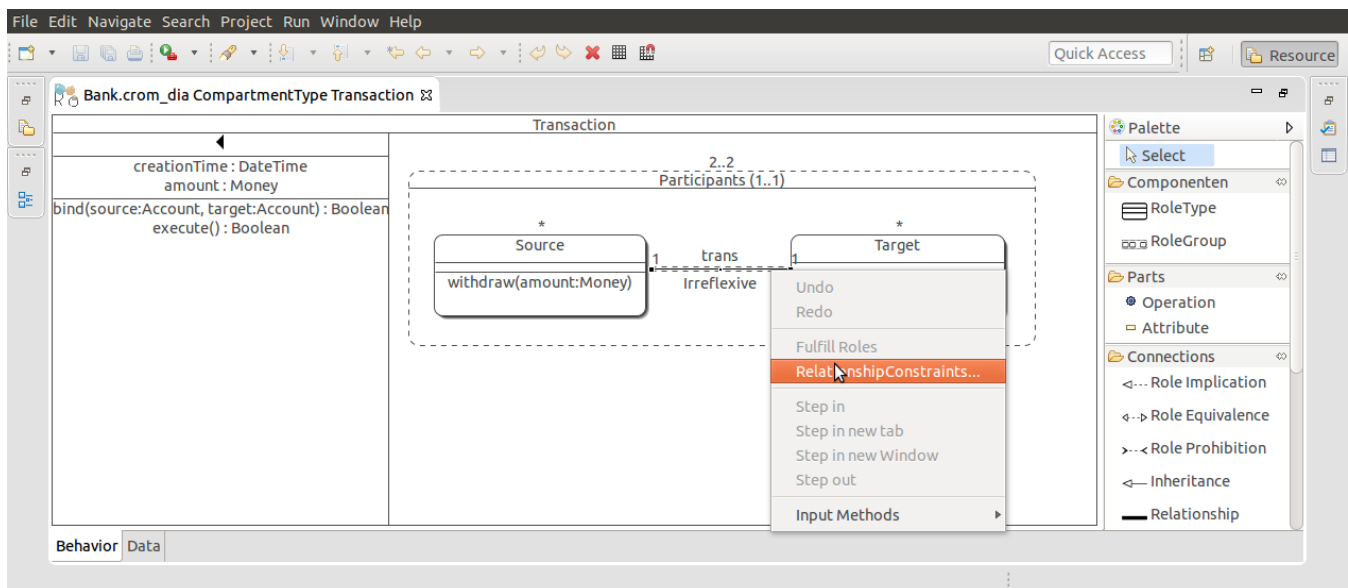 File Edit Navigate Search Project Run Window Help
Quick Access
Resource
Bank.crom_dia CompartmentType Transaction
Transaction
creationTime : DateTime
amount : Money
bind(source:Account, target:Account) : Boolean
execute() : Boolean
2..2
Participants (1..1)
*
*
Source
Target
withdraw(amount:Money)
1
trans
1
Irreflexive
Undo
Redo
Fulfill Roles
RelationshipConstraints...
Step in
Step in new tab
Step in new Window
Step out
Input Methods
Palette
Select
Componenten
RoleType
RoleGroup
Parts
Operation
Attribute
Connections
Role Implication
Role Equivalence
Role Prohibition
Inheritance
Relationship
Behavior
Data